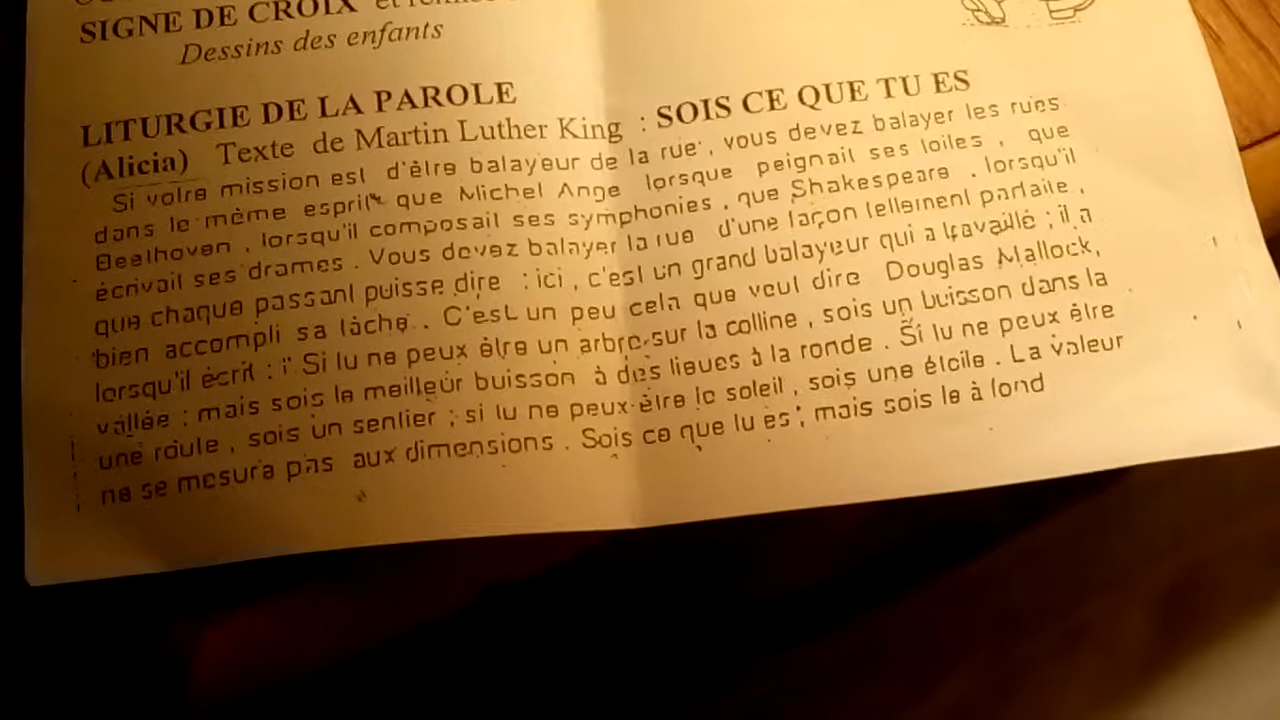 SIGNE DE CROIX et
Dessins des enfants
LITURGIE DE LA PAROLE
(Alicia) Texte de Martin Luther King : SOIS CE QUE TU ES
Si votre mission est d'être balayeur de la rue, vous devez balayer les rues
dans le même esprit que Michel Ange lorsque peignait ses toiles, que
Beethoven, lorsqu'il composait ses symphonies, que Shakespeare, lorsqu'il
écrivait ses drames. Vous devez balayer la rue d'une façon tellement parfaite,
que chaque passant puisse dire : ici, c'est un grand balayeur qui a travaillé ; il a
bien accompli sa tâche. C'est un peu cela que veut dire Douglas Mallock,
lorsqu'il écrit : " Si tu ne peux être un arbre sur la colline, sois un buisson dans la
vallée ; mais sois le meilleur buisson à des lieues à la ronde. Si tu ne peux être
une route, sois un sentier ; si tu ne peux être le soleil, sois une étoile. La valeur
ne se mesura pas aux dimensions. Sois ce que tu es ; mais sois le à fond